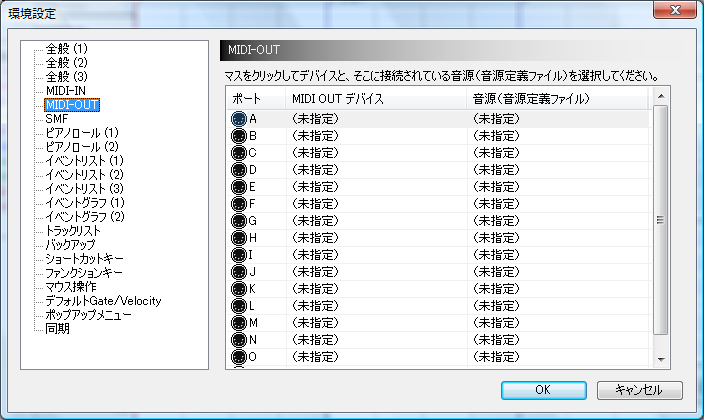 環境設定
全般 (1)
全般 (2)
全般 (3)
MIDI-IN
MIDI-OUT
SMF
ピアノロール (1)
ピアノロール (2)
イベントリスト (1)
イベントリスト (2)
イベントリスト (3)
イベントグラフ (1)
イベントグラフ (2)
トラックリスト
バックアップ
ショートカットキー
ファンクションキー
マウス操作
デフォルトGate/Velocity
ポップアップメニュー
同期
MIDI-OUT
マスをクリックしてデバイスと、そこに接続されている音源（音源定義ファイル）を選択してください。
ポート MIDI OUT デバイス 音源（音源定義ファイル）
A （未指定） （未指定）
B （未指定） （未指定）
C （未指定） （未指定）
D （未指定） （未指定）
E （未指定） （未指定）
F （未指定） （未指定）
G （未指定） （未指定）
H （未指定） （未指定）
I （未指定） （未指定）
J （未指定） （未指定）
K （未指定） （未指定）
L （未指定） （未指定）
M （未指定） （未指定）
N （未指定） （未指定）
O （未指定） （未指定）
OK キャンセル